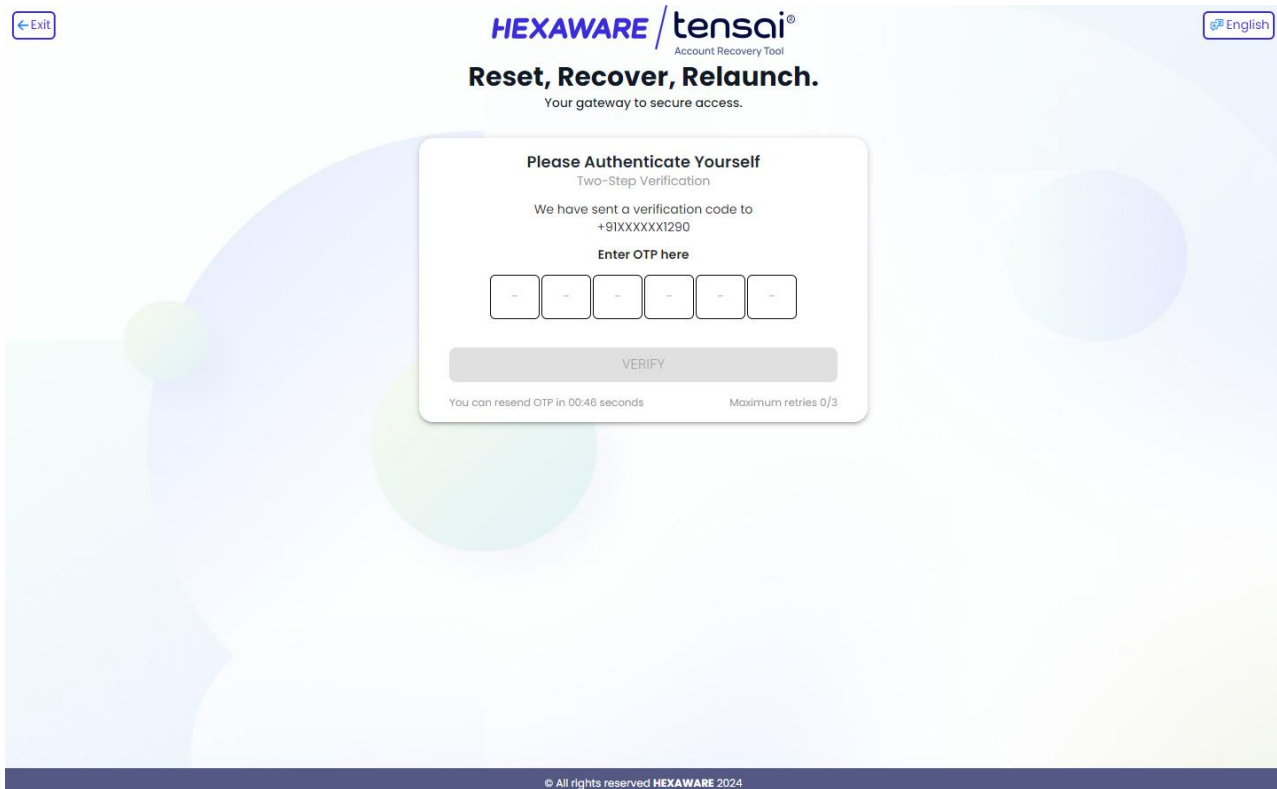 Exit
HEXAWARE / tensai®
Account Recovery Tool
English
Reset, Recover, Relaunch.
Your gateway to secure access.
Please Authenticate Yourself
Two-Step Verification
We have sent a verification code to
+91XXXXXX1290
Enter OTP here
- - - - - -
VERIFY
You can resend OTP in 00:46 seconds
Maximum retries 0/3
© All rights reserved HEXAWARE 2024